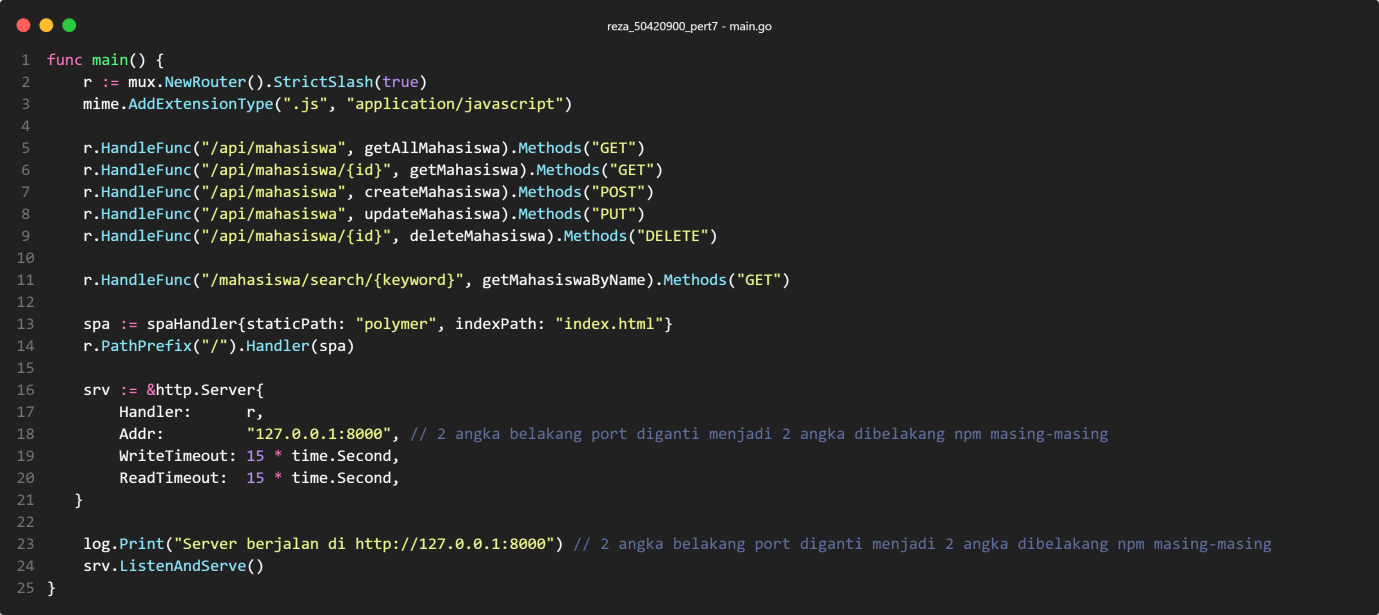 reza_50420900_pert7 - main.go
1 func main() {
2     r := mux.NewRouter().StrictSlash(true)
3     mime.AddExtensionType(".js", "application/javascript")
4
5     r.HandleFunc("/api/mahasiswa", getAllMahasiswa).Methods("GET")
6     r.HandleFunc("/api/mahasiswa/{id}", getMahasiswa).Methods("GET")
7     r.HandleFunc("/api/mahasiswa", createMahasiswa).Methods("POST")
8     r.HandleFunc("/api/mahasiswa", updateMahasiswa).Methods("PUT")
9     r.HandleFunc("/api/mahasiswa/{id}", deleteMahasiswa).Methods("DELETE")
10
11     r.HandleFunc("/mahasiswa/search/{keyword}", getMahasiswaByName).Methods("GET")
12
13     spa := spaHandler{staticPath: "polymer", indexPath: "index.html"}
14     r.PathPrefix("/").Handler(spa)
15
16     srv := &http.Server{
17         Handler:      r,
18         Addr:         "127.0.0.1:8000", // 2 angka belakang port diganti menjadi 2 angka dibelakang npm masing-masing
19         WriteTimeout: 15 * time.Second,
20         ReadTimeout:  15 * time.Second,
21    }
22
23     log.Print("Server berjalan di http://127.0.0.1:8000") // 2 angka belakang port diganti menjadi 2 angka dibelakang npm masing-masing
24     srv.ListenAndServe()
25 }